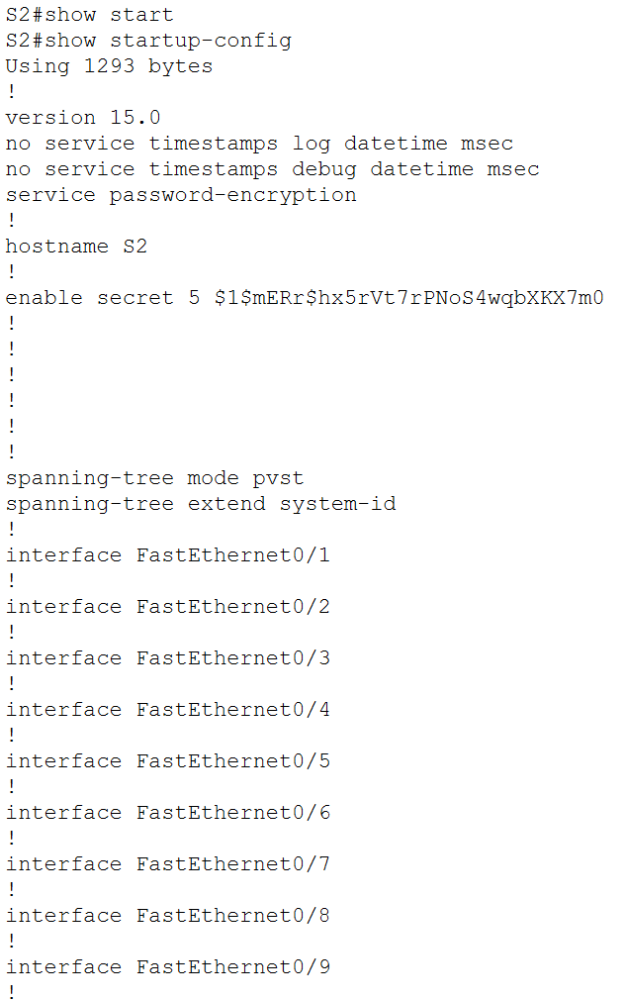 S2#show start
S2#show startup-config
Using 1293 bytes
!
version 15.0
no service timestamps log datetime msec
no service timestamps debug datetime msec
service password-encryption
!
hostname S2
!
enable secret 5 $1$mERr$hx5rVt7rPNoS4wqbXKX7m0
!
!
!
!
!
!
spanning-tree mode pvst
spanning-tree extend system-id
!
interface FastEthernet0/1
!
interface FastEthernet0/2
!
interface FastEthernet0/3
!
interface FastEthernet0/4
!
interface FastEthernet0/5
!
interface FastEthernet0/6
!
interface FastEthernet0/7
!
interface FastEthernet0/8
!
interface FastEthernet0/9
!